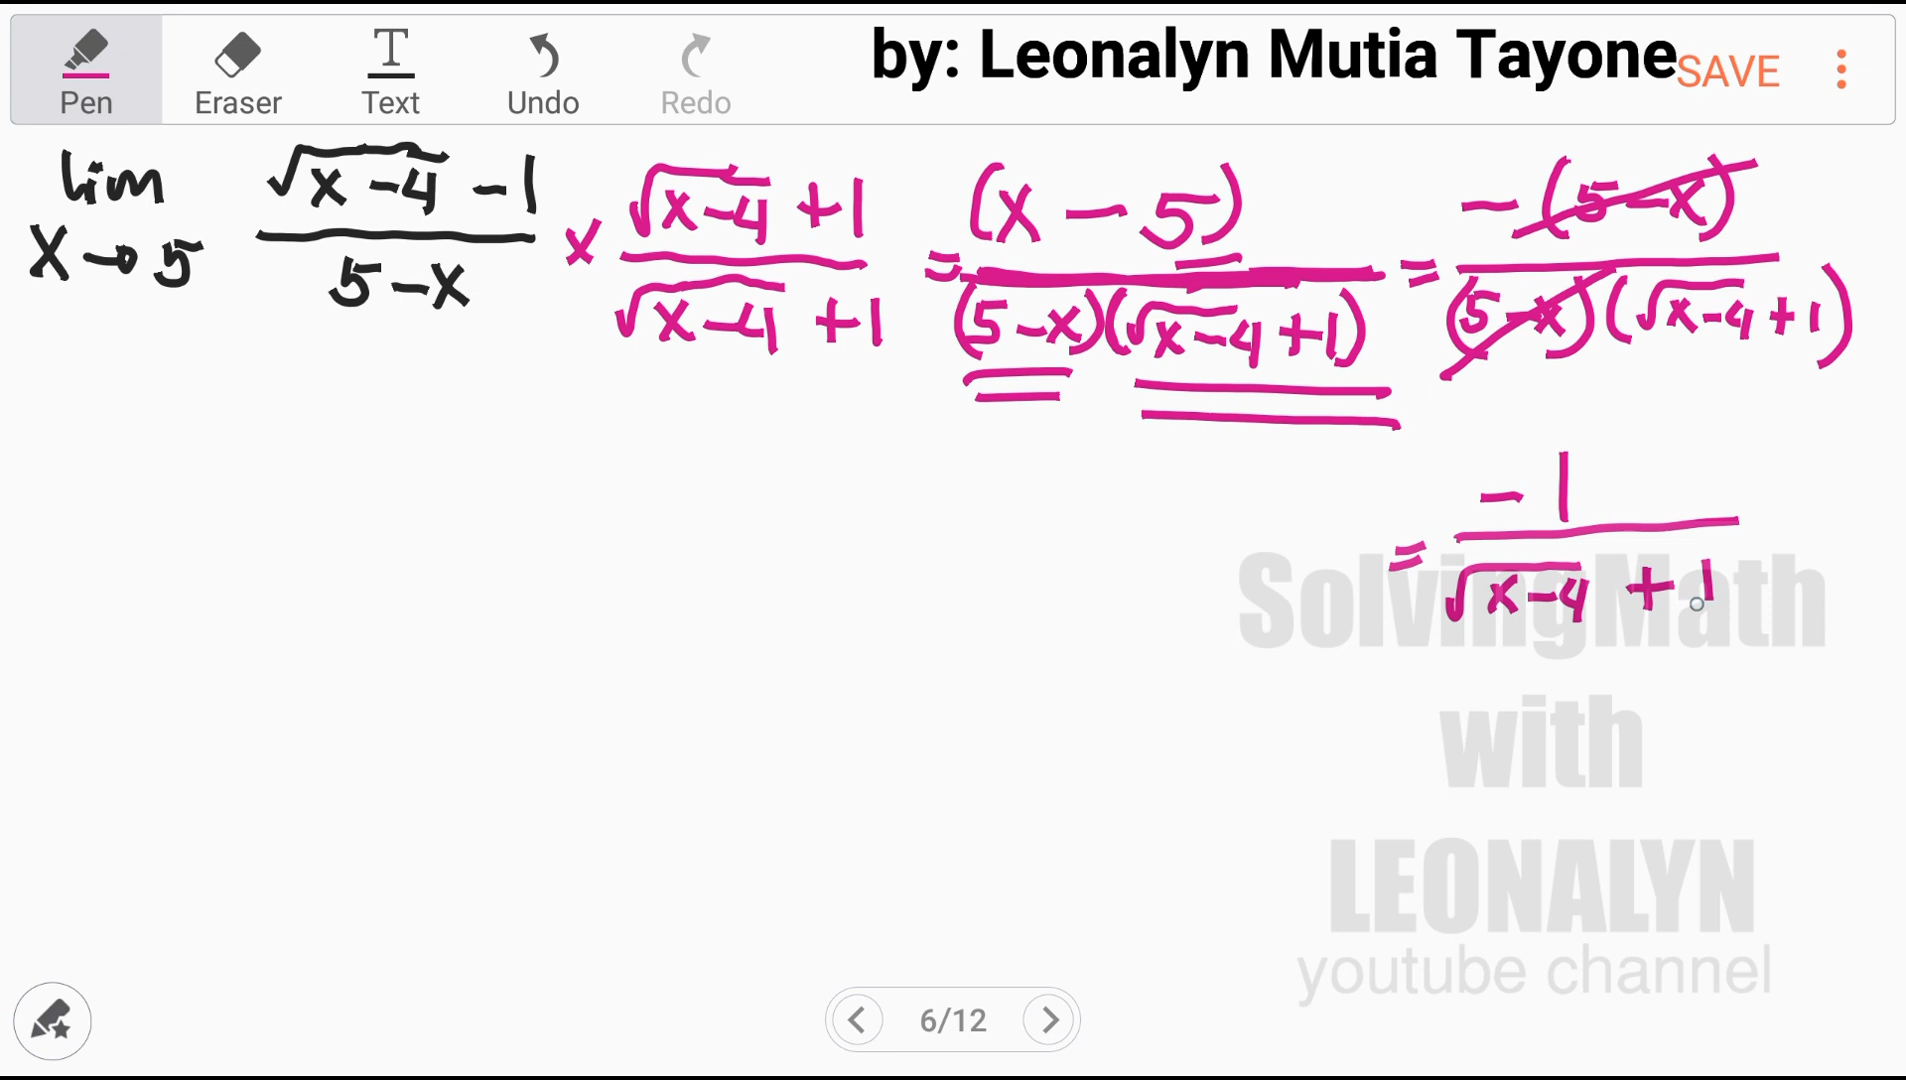 by: Leonalyn Mutia Tayone
SAVE
Pen Eraser Text Undo Redo
lim x→5 (√(x-4) - 1)/(5-x) × (√(x-4) + 1)/(√(x-4) + 1) = (x - 5)/((5-x)(√(x-4) + 1)) = -(5-x)/((5-x)(√(x-4) + 1))
= -1/(√(x-4) + 1)
SolvingMath
with
LEONALYN
youtube channel
6/12